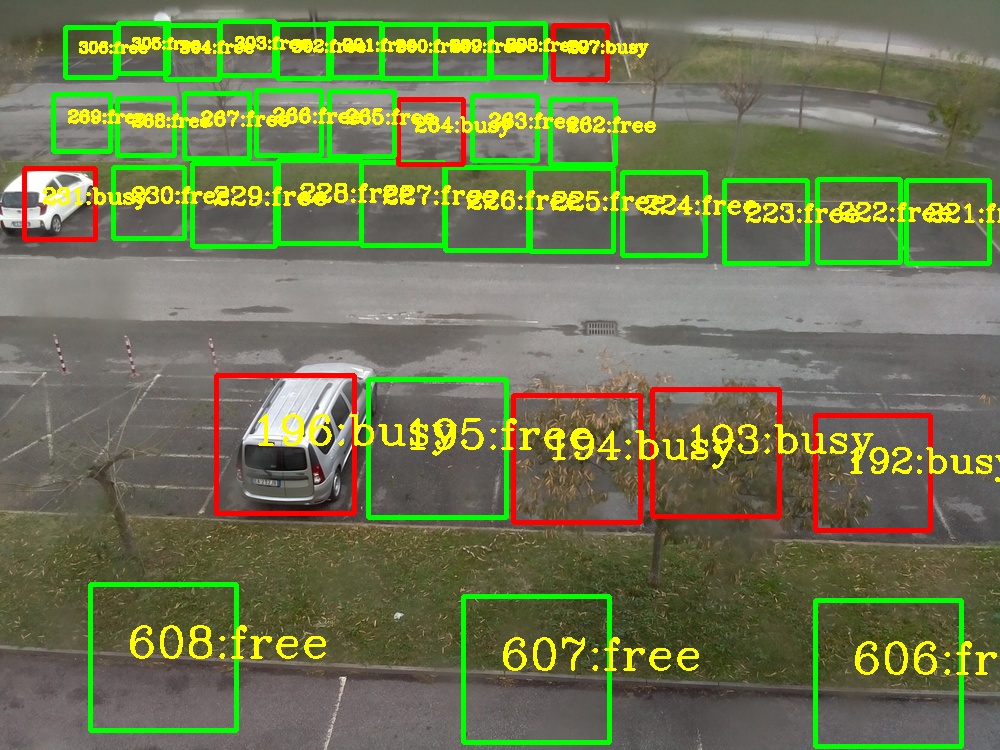 306:free 305:free 304:free 303:free 302:free 301:free 300:free 299:free 298:free 297:busy
269:free 268:free 267:free 266:free 265:free 264:busy 263:free 262:free
231:busy 230:free 229:free 228:free 227:free 226:free 225:free 224:free 223:free 222:free 221:f
196:busy 195:free 194:busy 193:busy 192:busy
608:free 607:free 606:fr